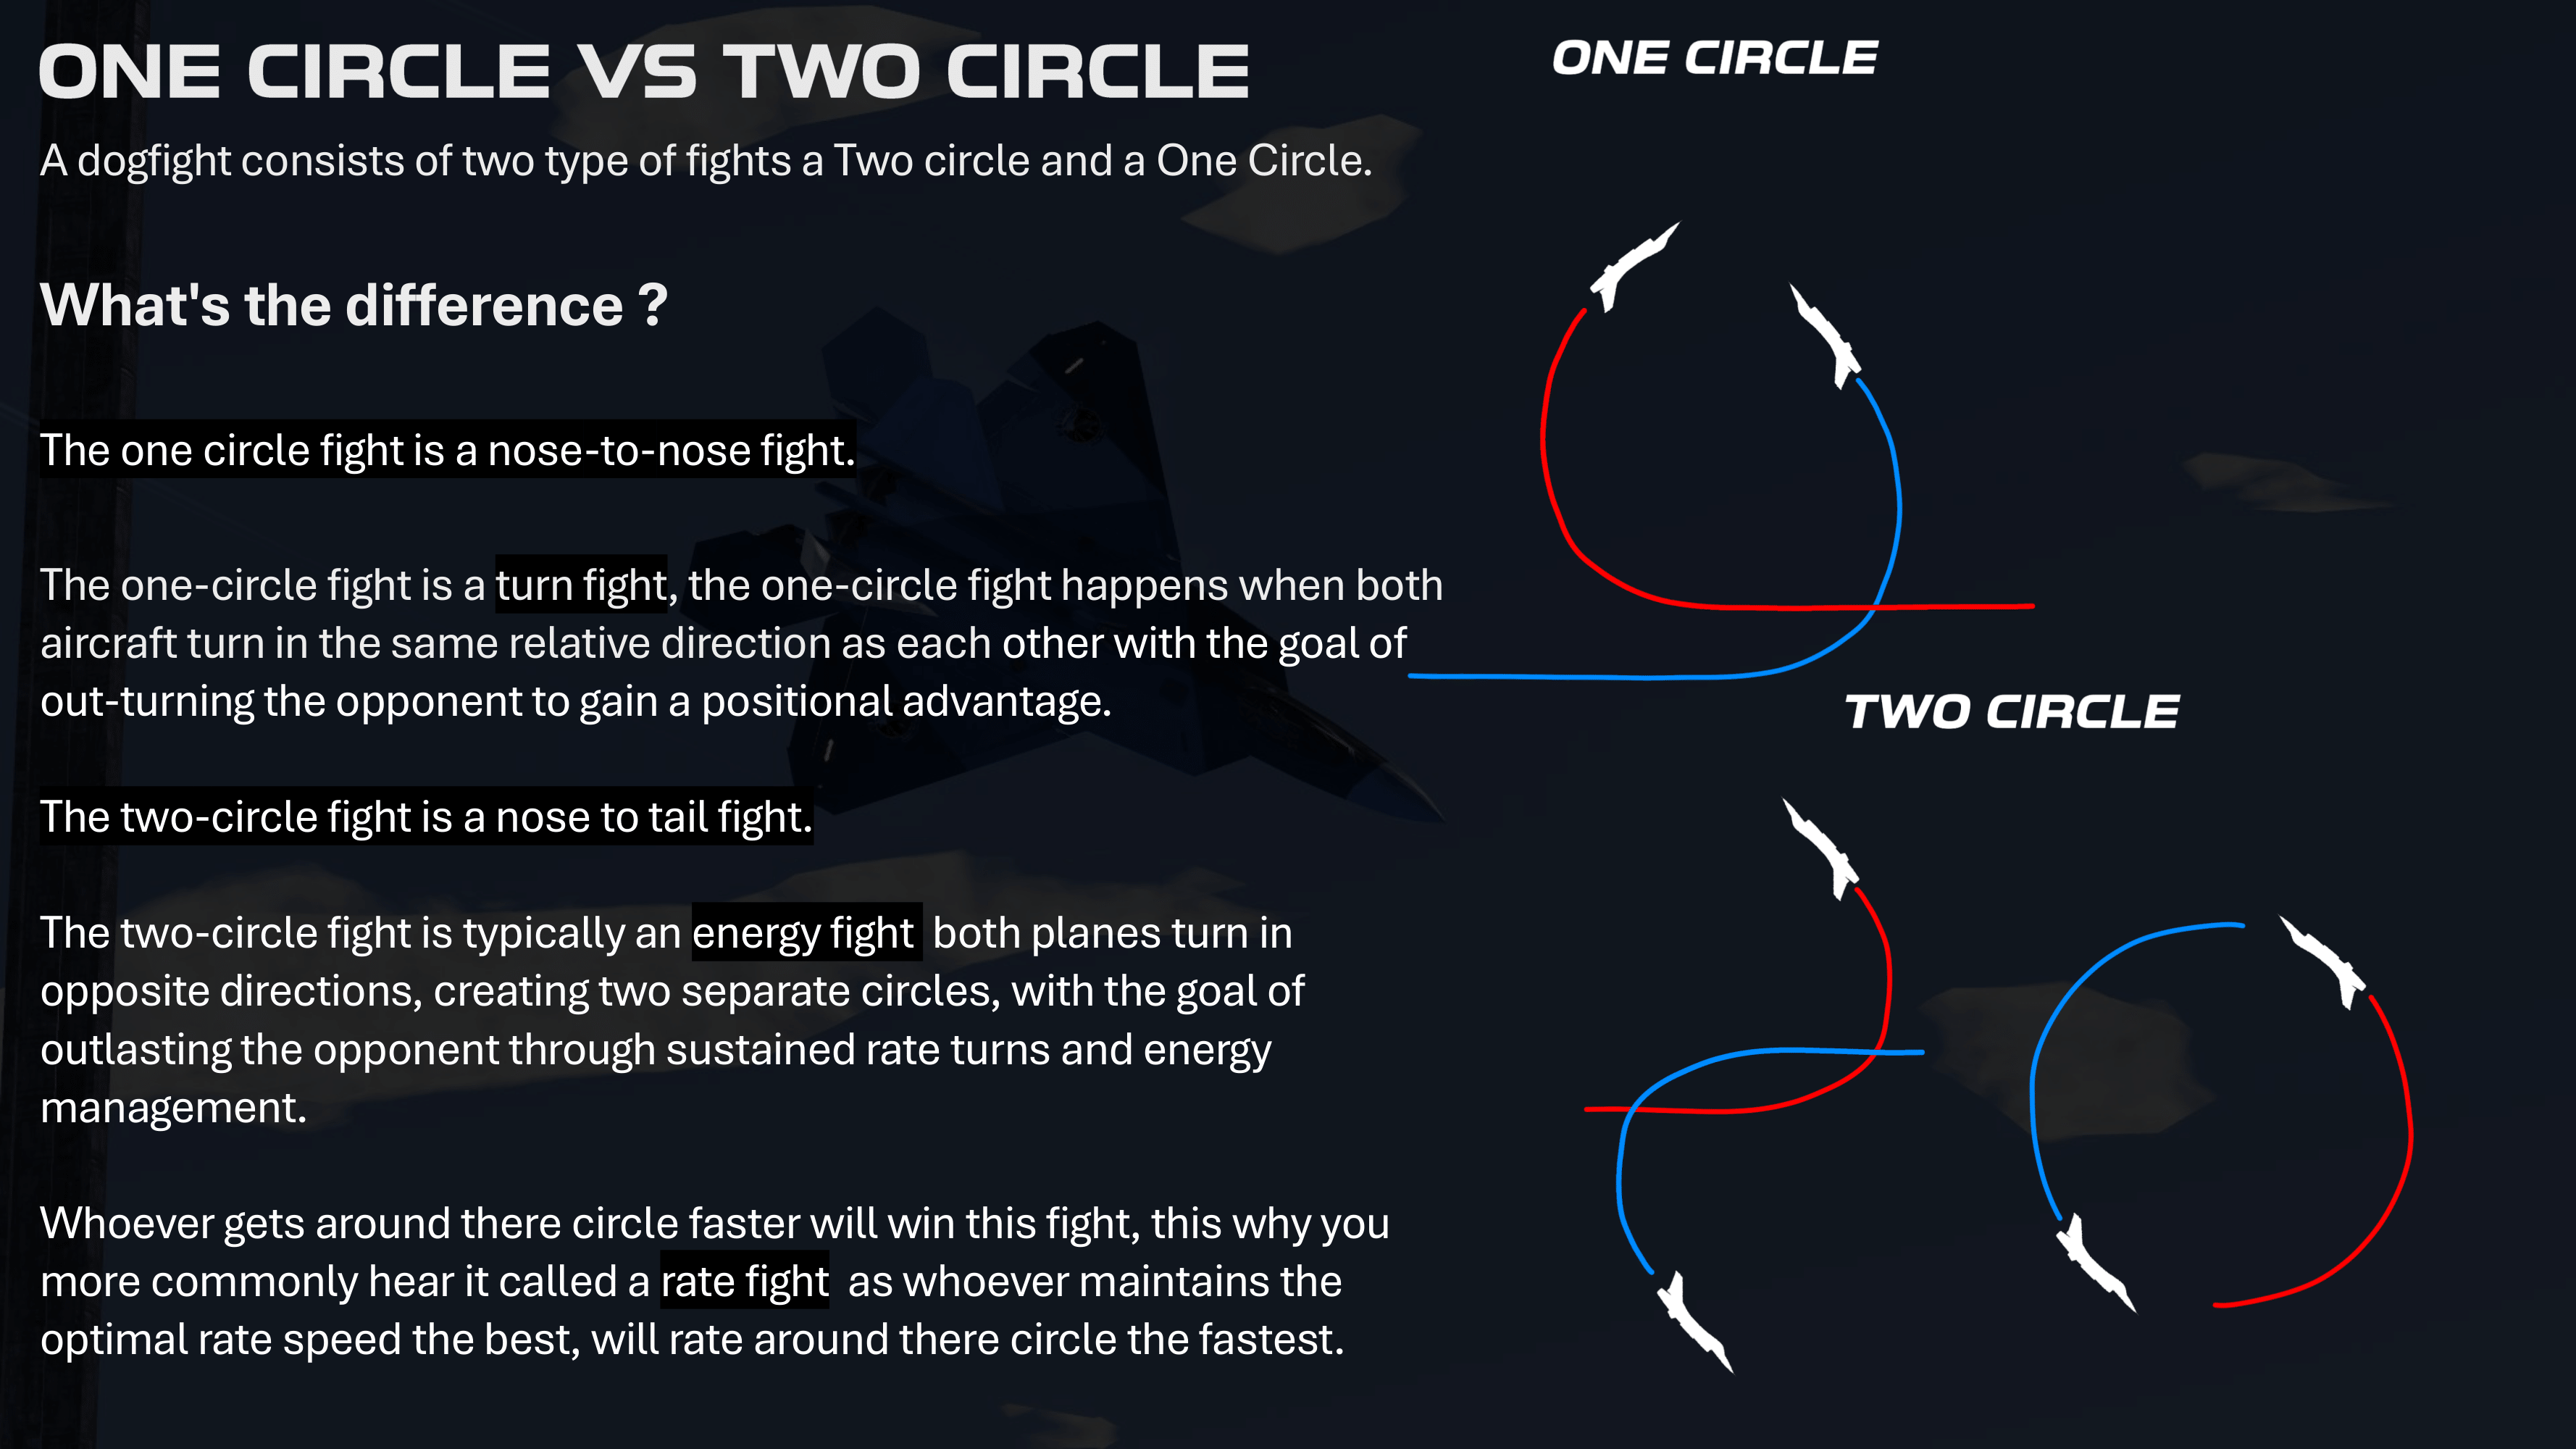 ONE CIRCLE VS TWO CIRCLE
A dogfight consists of two type of fights a Two circle and a One Circle.
What's the difference ?
The one circle fight is a nose-to-nose fight.
The one-circle fight is a turn fight, the one-circle fight happens when both
aircraft turn in the same relative direction as each other with the goal of
out-turning the opponent to gain a positional advantage.
The two-circle fight is a nose to tail fight.
The two-circle fight is typically an energy fight both planes turn in
opposite directions, creating two separate circles, with the goal of
outlasting the opponent through sustained rate turns and energy
management.
Whoever gets around there circle faster will win this fight, this why you
more commonly hear it called a rate fight as whoever maintains the
optimal rate speed the best, will rate around there circle the fastest.
ONE CIRCLE
TWO CIRCLE